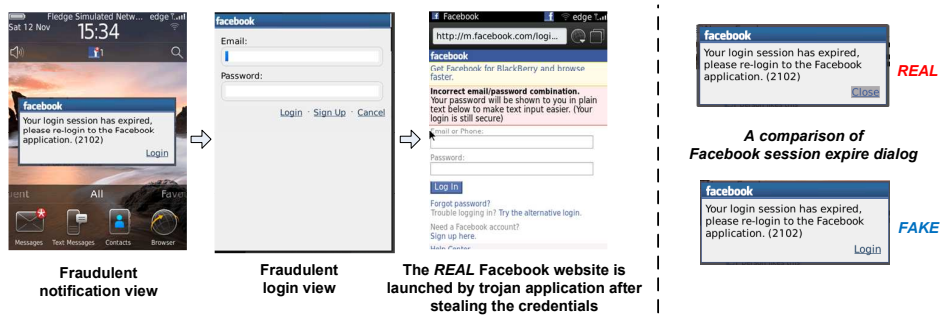 Fledge Simulated Netw... edge
Sat 12 Nov
15:34
1
facebook
Your login session has expired,
please re-login to the Facebook
application. (2102)
Login
All
Messages Text Messages Contacts Browser
Fraudulent
notification view
facebook
Email:
Password:
Login · Sign Up · Cancel
Fraudulent
login view
Facebook
edge
http://m.facebook.com/logi...
facebook
Get Facebook for BlackBerry and browse
faster.
Incorrect email/password combination.
Your password will be shown to you in plain
text below to make text input easier. (Your
login is still secure)
Email or Phone:
Password:
Log In
Forgot password?
Trouble logging in? Try the alternative login.
Need a Facebook account?
Sign up here.
Help Center
The REAL Facebook website is
launched by trojan application after
stealing the credentials
facebook
Your login session has expired,
please re-login to the Facebook
application. (2102)
Close
REAL
A comparison of
Facebook session expire dialog
facebook
Your login session has expired,
please re-login to the Facebook
application. (2102)
Login
FAKE